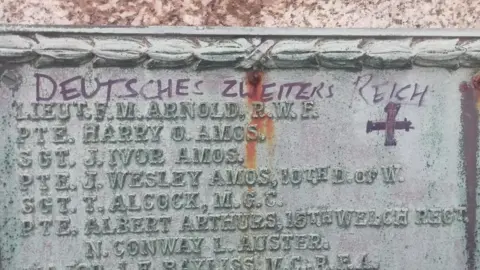 DEUTSCHES ZWEITERS REICH
LIEUT. F. M. ARNOLD. R.W.F.
PTE. HARRY O. AMOS.
SGT. J. IVOR AMOS.
PTE. J. WESLEY AMOS, 10TH D. OF W.
SGT. T. ALCOCK, M.G.C.
PTE. ALBERT ARTHURS, 15TH WELCH REGT
N. CONWAY L. AUSTER.
BAYLISS. M.C. R.F.A.